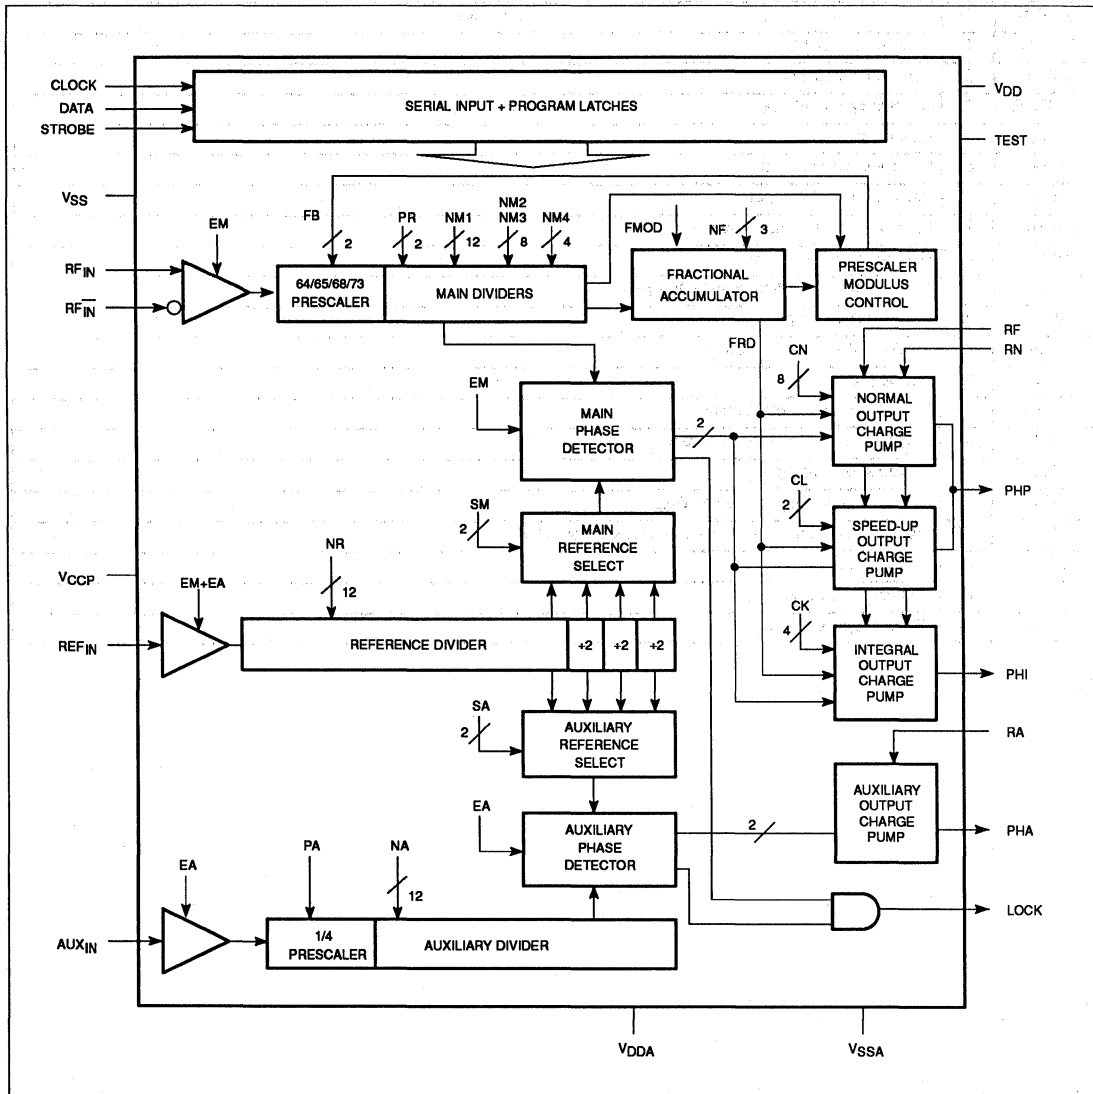 CLOCK
DATA
STROBE
SERIAL INPUT + PROGRAM LATCHES
VDD
TEST
VSS
EM
FB
2
PR
2
NM1
12
NM2
NM3
8
NM4
4
FMOD
NF
3
RFIN
RFIN
64/65/68/73
PRESCALER
MAIN DIVIDERS
FRACTIONAL
ACCUMULATOR
PRESCALER
MODULUS
CONTROL
FRD
RF
RN
CN
8
EM
MAIN
PHASE
DETECTOR
2
NORMAL
OUTPUT
CHARGE
PUMP
PHP
CL
2
SM
2
MAIN
REFERENCE
SELECT
SPEED-UP
OUTPUT
CHARGE
PUMP
VCCP
EM+EA
NR
12
CK
4
REFIN
REFERENCE DIVIDER
÷2
÷2
÷2
INTEGRAL
OUTPUT
CHARGE
PUMP
PHI
SA
2
AUXILIARY
REFERENCE
SELECT
RA
EA
AUXILIARY
PHASE
DETECTOR
2
AUXILIARY
OUTPUT
CHARGE
PUMP
PHA
EA
PA
NA
12
LOCK
AUXIN
1/4
PRESCALER
AUXILIARY DIVIDER
VDDA
VSSA